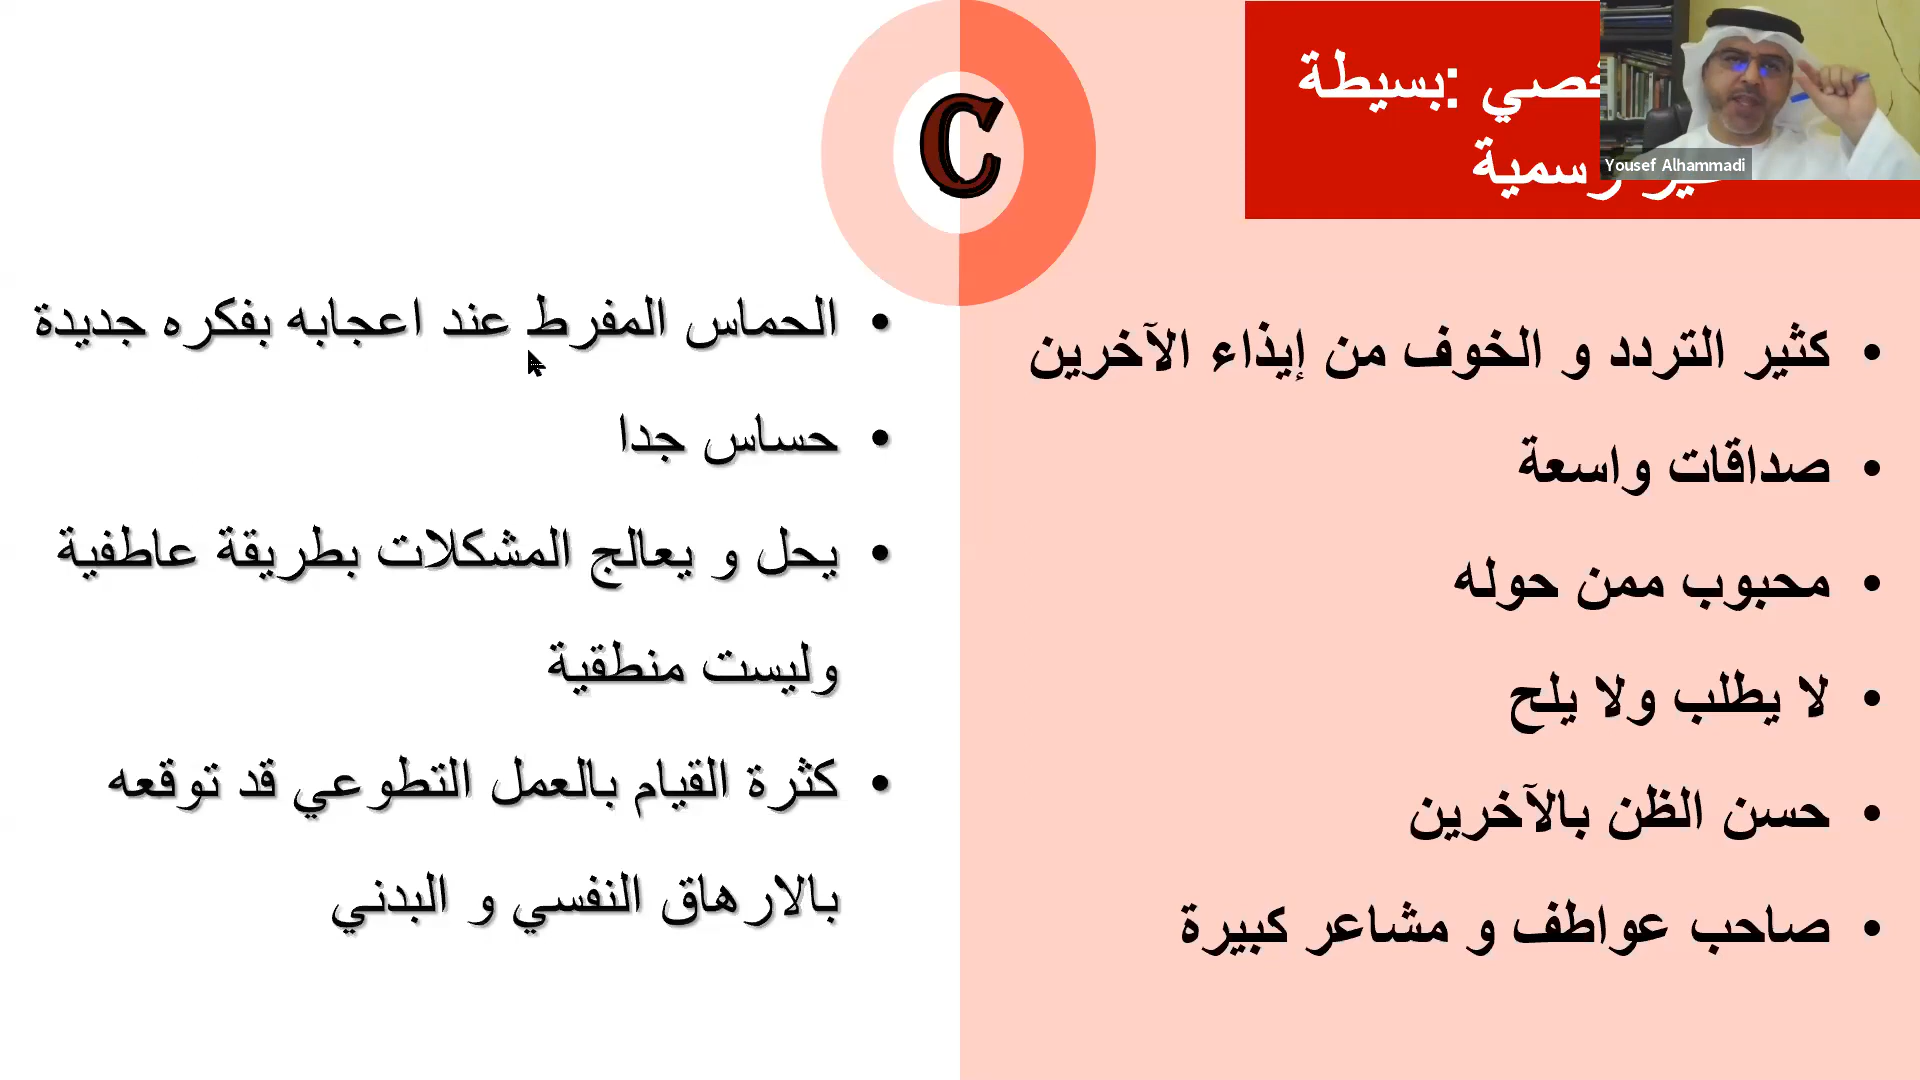 بسيطة:
رسمية
Yousef Alhammadi
C
• كثير التردد و الخوف من إيذاء الآخرين
• صداقات واسعة
• محبوب ممن حوله
• لا يطلب ولا يلح
• حسن الظن بالآخرين
• صاحب عواطف و مشاعر كبيرة
• الحماس المفرط عند اعجابه بفكره جديدة
• حساس جدا
• يحل و يعالج المشكلات بطريقة عاطفية
وليست منطقية
• كثرة القيام بالعمل التطوعي قد توقعه
بالارهاق النفسي و البدني